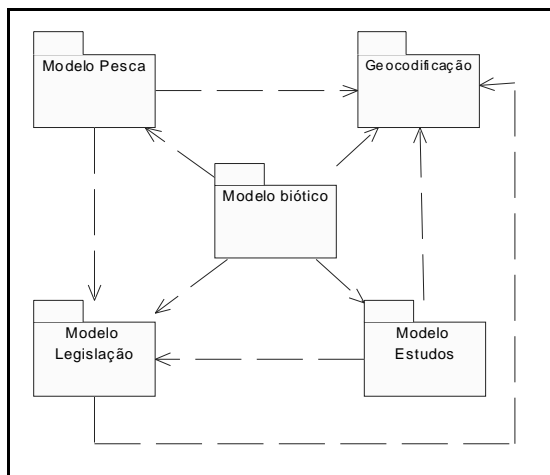 Modelo Pesca
Geocodificação
Modelo biótico
Modelo
Legislação
Modelo
Estudos